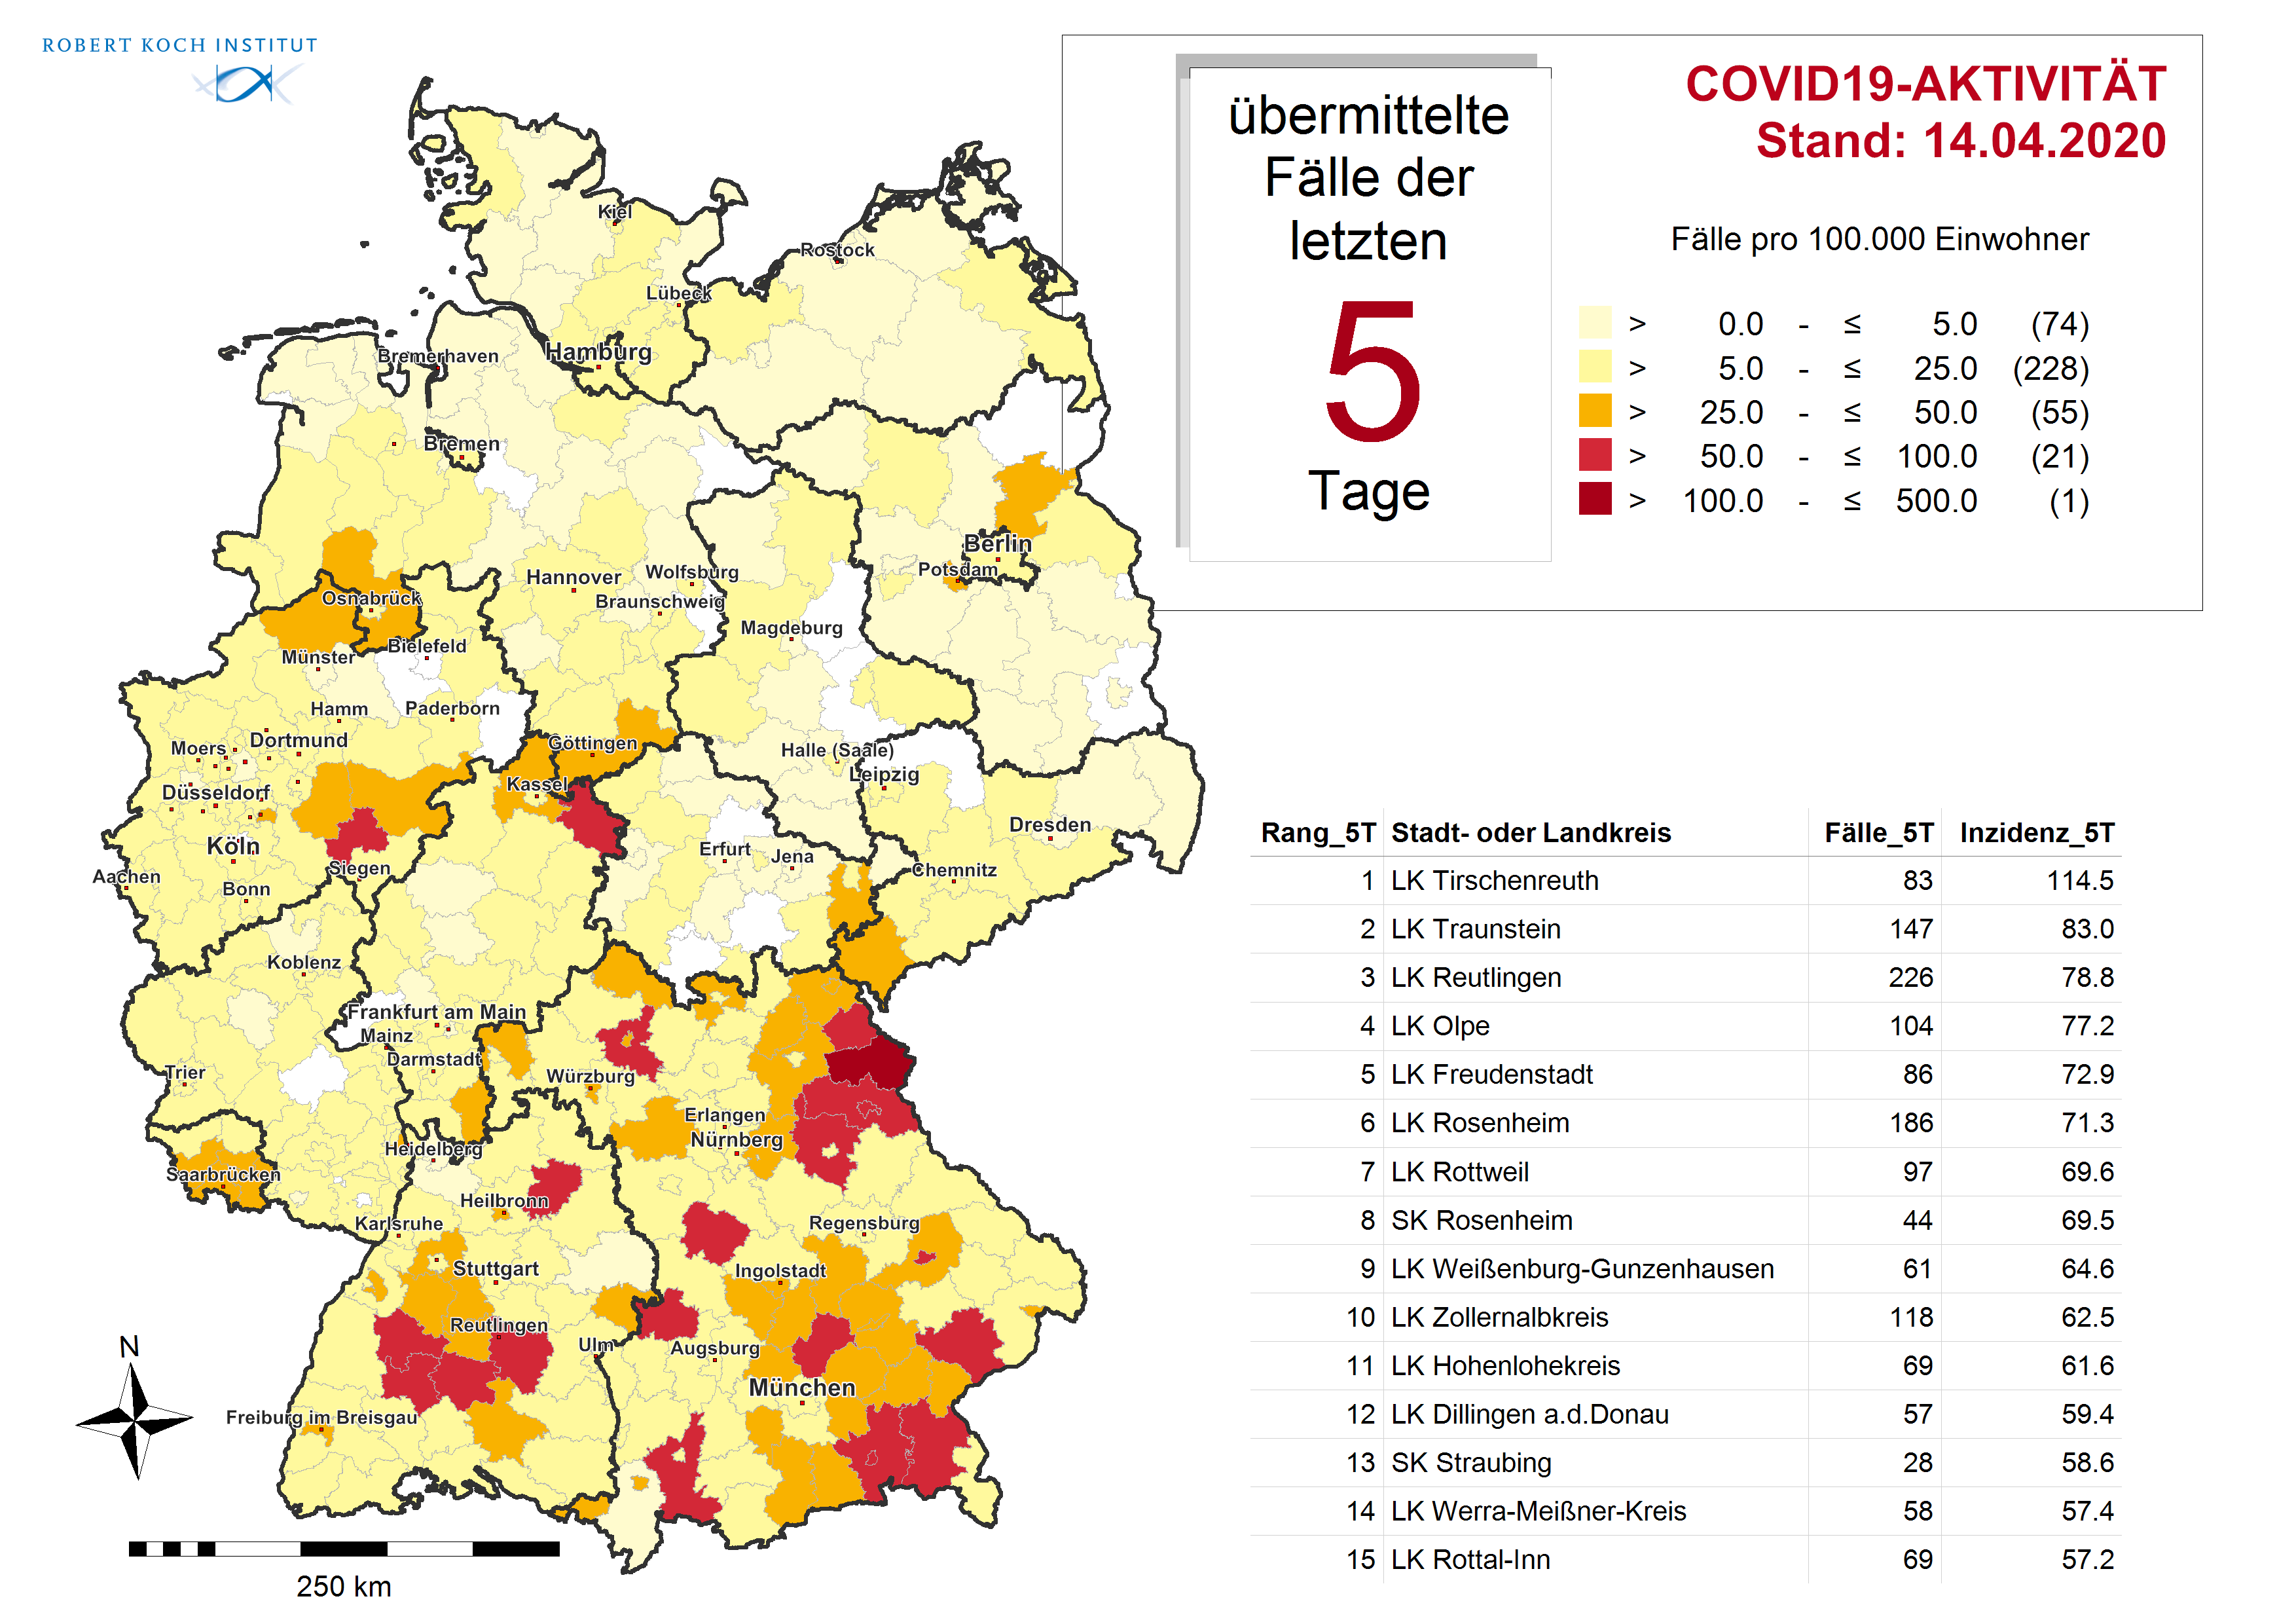 ROBERT KOCH INSTITUT
übermittelte
Fälle der
letzten
5
Tage
COVID19-AKTIVITÄT
Stand: 14.04.2020
Fälle pro 100.000 Einwohner
> 0.0 - ≤ 5.0 (74)
> 5.0 - ≤ 25.0 (228)
> 25.0 - ≤ 50.0 (55)
> 50.0 - ≤ 100.0 (21)
> 100.0 - ≤ 500.0 (1)
Kiel
Rostock
Lübeck
Hamburg
Bremerhaven
Bremen
Berlin
Potsdam
Hannover
Wolfsburg
Osnabrück
Braunschweig
Magdeburg
Bielefeld
Münster
Hamm
Paderborn
Moers
Dortmund
Göttingen
Halle (Saale)
Leipzig
Kassel
Düsseldorf
Dresden
Köln
Erfurt
Jena
Siegen
Aachen
Chemnitz
Bonn
Koblenz
Frankfurt am Main
Mainz
Darmstadt
Trier
Würzburg
Erlangen
Nürnberg
Heidelberg
Saarbrücken
Heilbronn
Karlsruhe
Regensburg
Stuttgart
Ingolstadt
Reutlingen
Ulm
Augsburg
München
Freiburg im Breisgau
N
250 km
Rang_5T Stadt- oder Landkreis Fälle_5T Inzidenz_5T
1 LK Tirschenreuth 83 114.5
2 LK Traunstein 147 83.0
3 LK Reutlingen 226 78.8
4 LK Olpe 104 77.2
5 LK Freudenstadt 86 72.9
6 LK Rosenheim 186 71.3
7 LK Rottweil 97 69.6
8 SK Rosenheim 44 69.5
9 LK Weißenburg-Gunzenhausen 61 64.6
10 LK Zollernalbkreis 118 62.5
11 LK Hohenlohekreis 69 61.6
12 LK Dillingen a.d.Donau 57 59.4
13 SK Straubing 28 58.6
14 LK Werra-Meißner-Kreis 58 57.4
15 LK Rottal-Inn 69 57.2